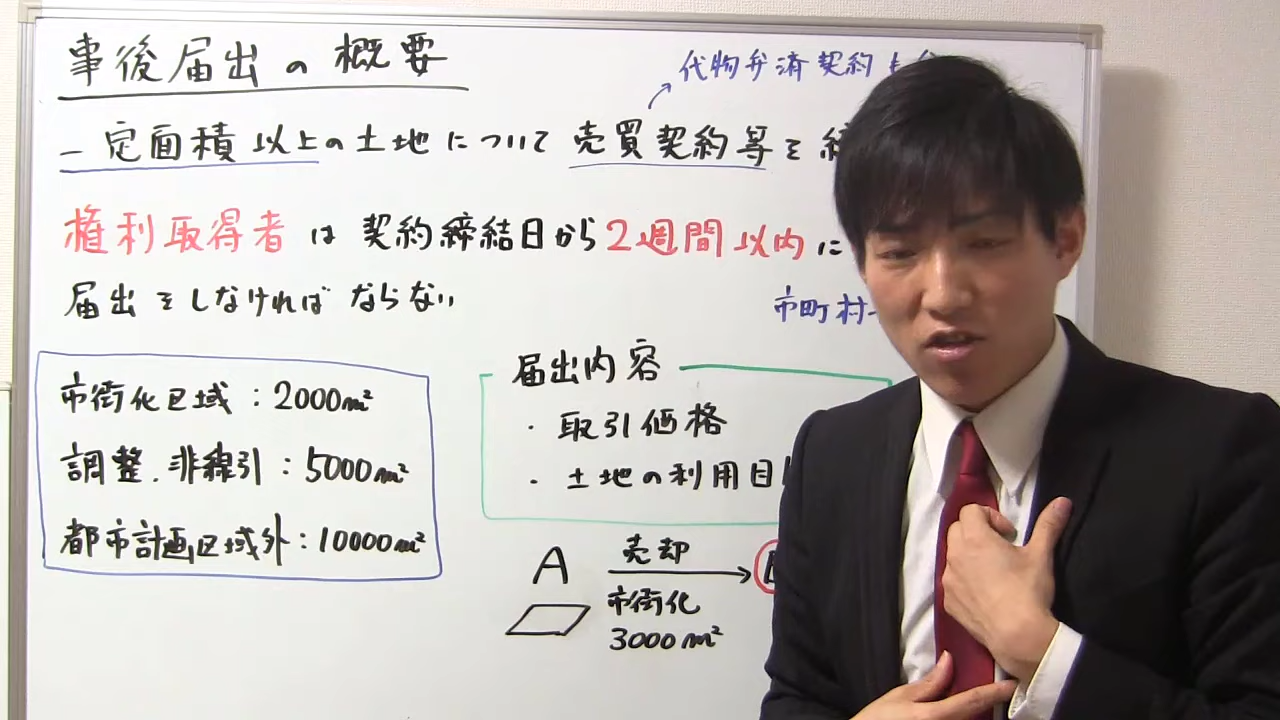 事後届出の概要
代物弁済契約も
一定面積以上の土地について売買契約等を締
権利取得者は契約締結日から2週間以内に
届出をしなければならない
市町村
市街化区域:2000m²
調整.非線引:5000m²
都市計画区域外:10000m²
届出内容
・取引価格
・土地の利用目
A 売却
市街化
3000m²